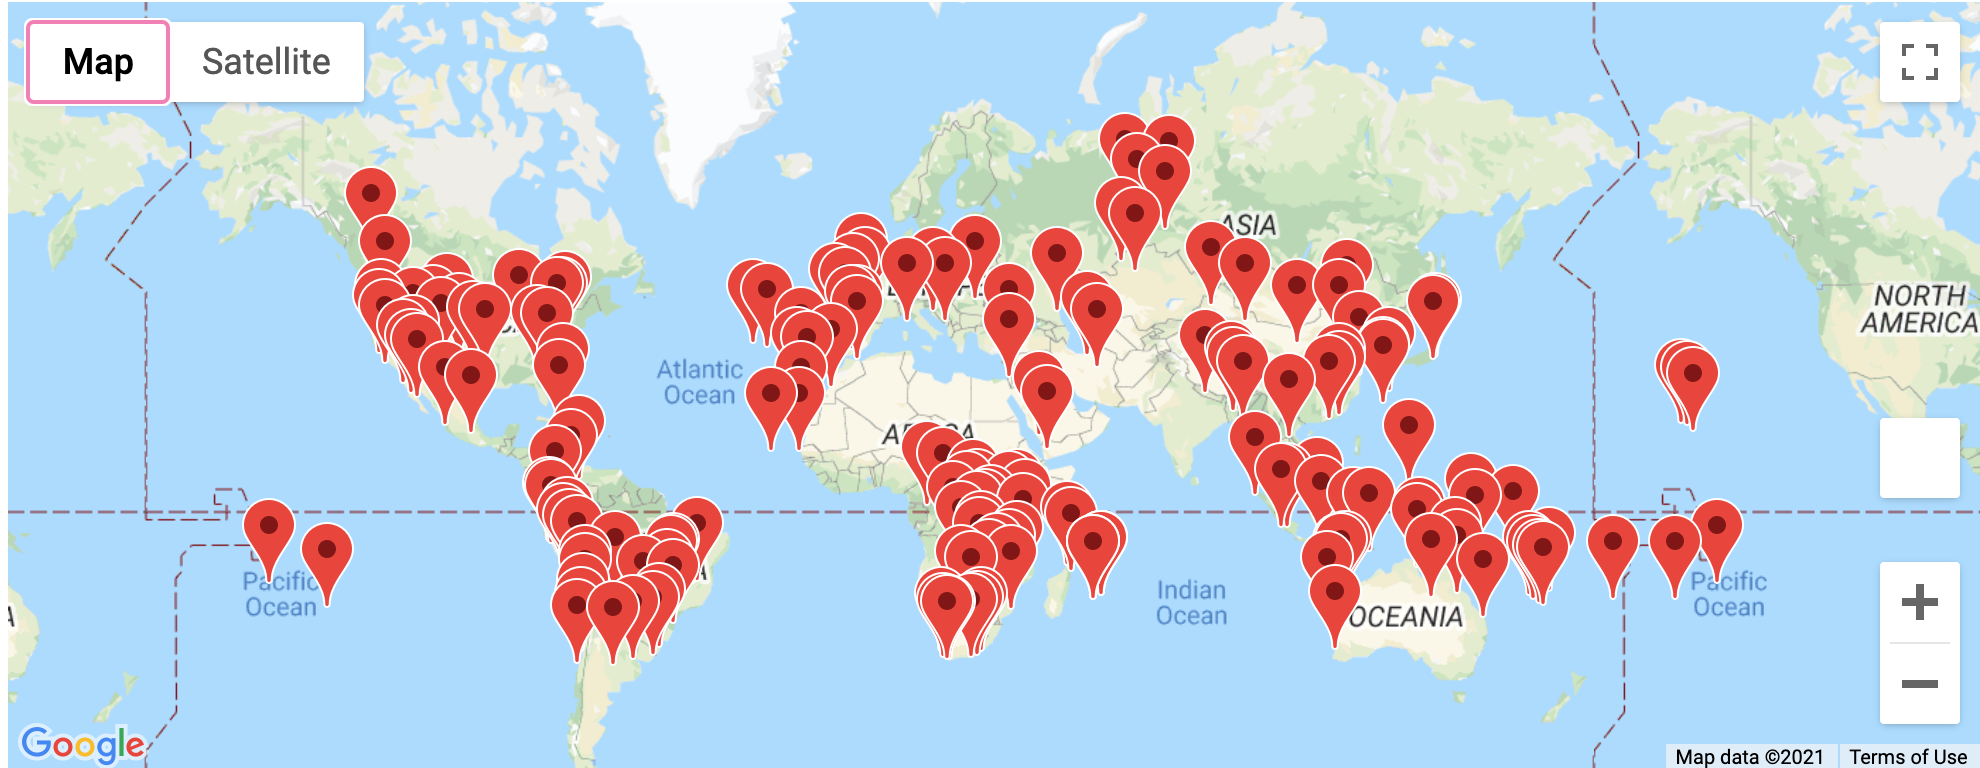 Map
Satellite
ASIA
NORTH
AMERICA
Atlantic
Ocean
Pacific
Ocean
Indian
Ocean
OCEANIA
Pacific
Ocean
Google
Map data ©2021
Terms of Use